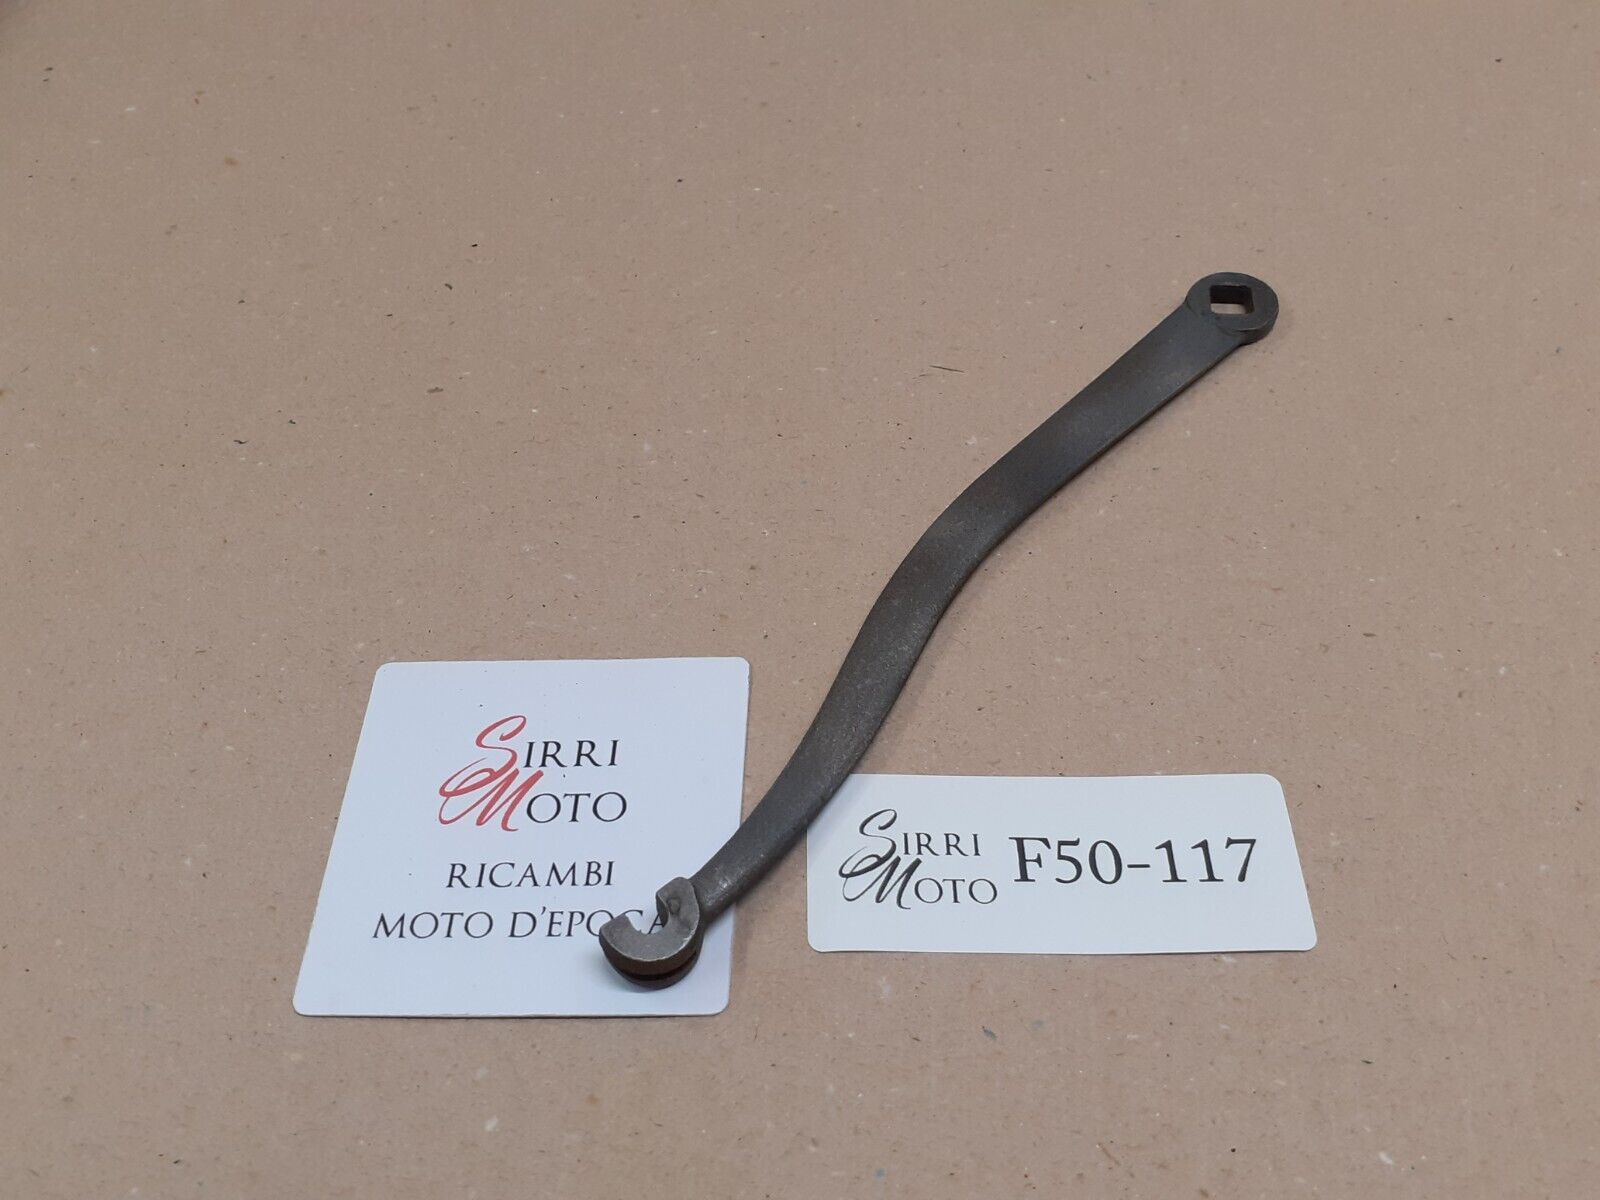 SIRRI
MOTO
RICAMBI
MOTO D'EPOCA
SIRRI
MOTO
F50-117